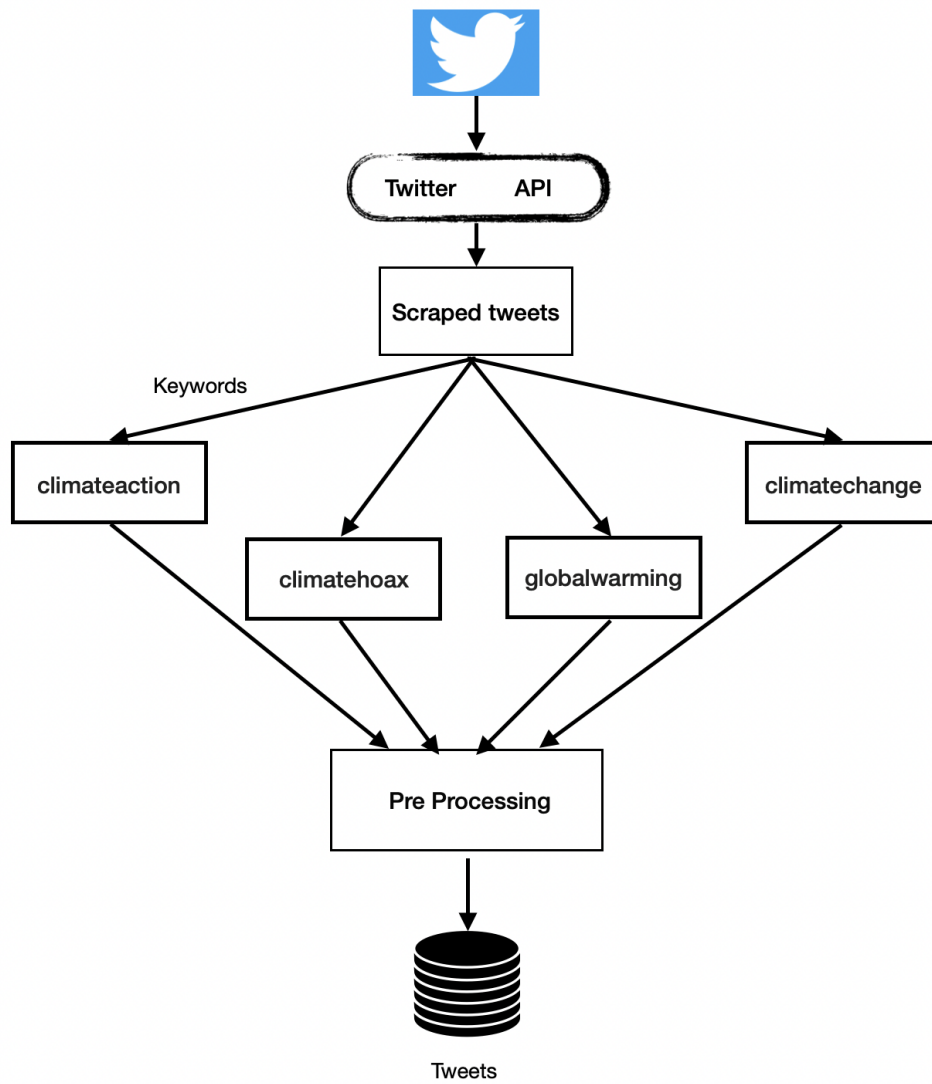 Twitter API
Scraped tweets
Keywords
climateaction
climatechange
climatehoax
globalwarming
Pre Processing
Tweets